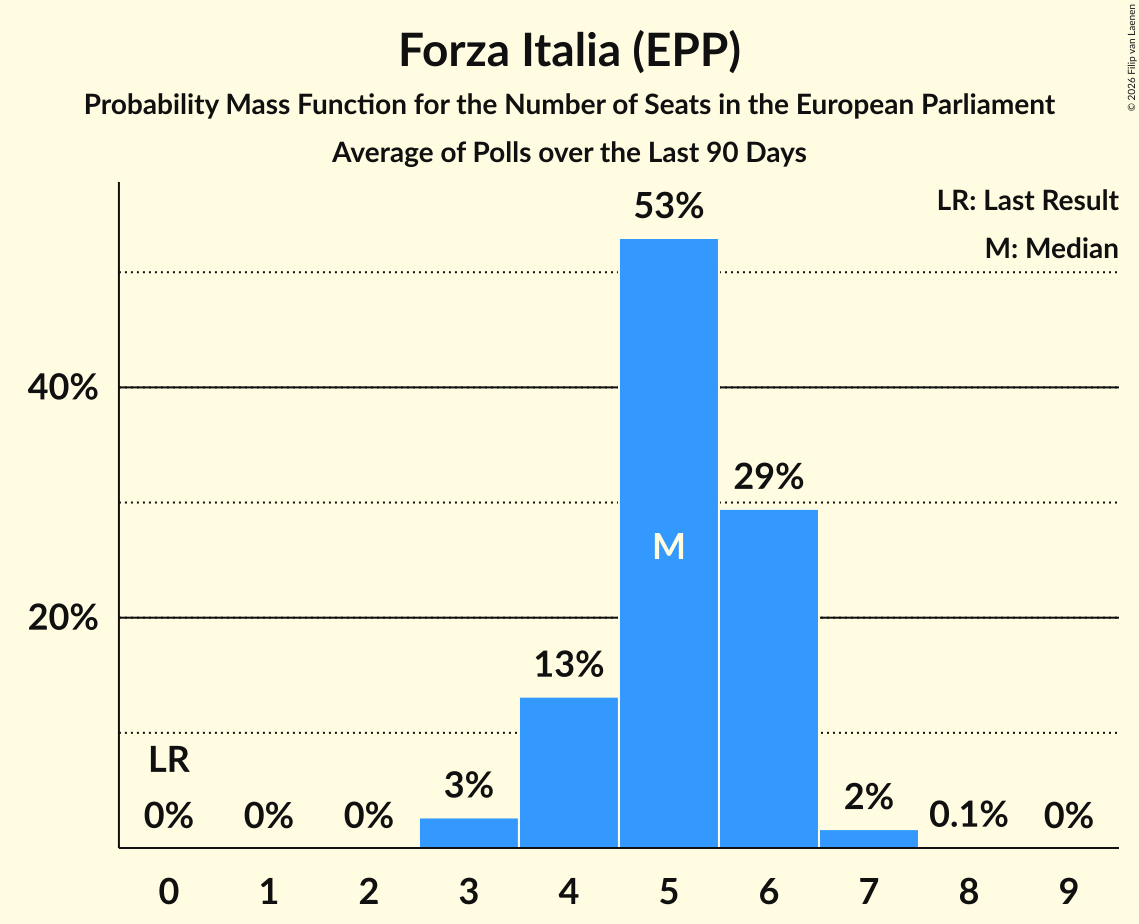 Forza Italia (EPP)
Probability Mass Function for the Number of Seats in the European Parliament
Average of Polls over the Last 90 Days
© 2026 Filip van Laenen
LR: Last Result
M: Median
53%
40%
29%
M
20%
13%
LR
3%
2%
0% 0% 0% 0.1% 0%
0 1 2 3 4 5 6 7 8 9